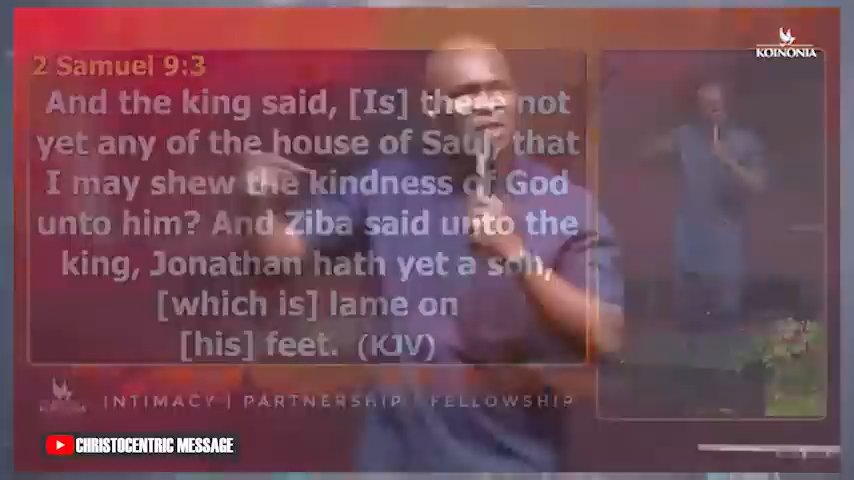 KOINONIA
2 Samuel 9:3
And the king said, [Is] there not
yet any of the house of Saul, that
I may shew the kindness of God
unto him? And Ziba said unto the
king, Jonathan hath yet a son,
[which is] lame on
[his] feet. (KJV)
INTIMACY | PARTNERSHIP | FELLOWSHIP
CHRISTOCENTRIC MESSAGE